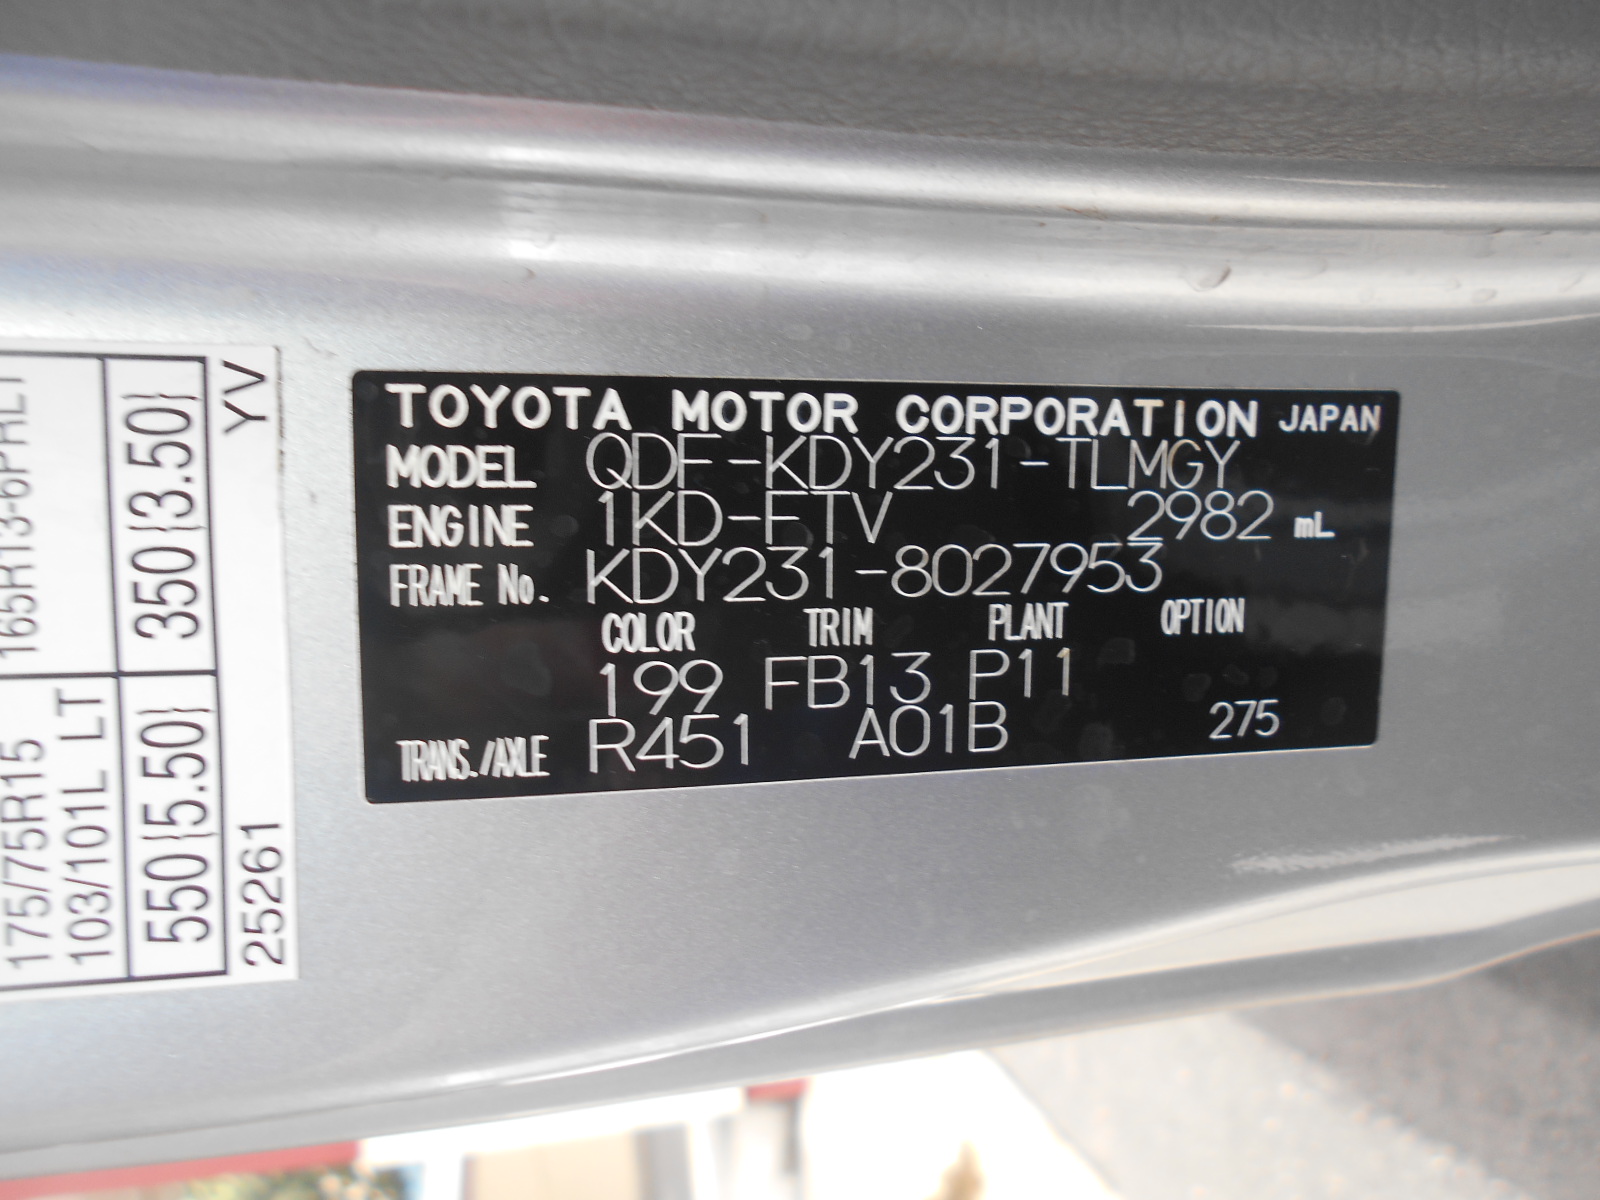 TOYOTA MOTOR CORPORATION JAPAN
MODEL QDF-KDY231-TLMGY
ENGINE 1KD-FTV 2982 mL
FRAME No. KDY231-8027953
COLOR TRIM PLANT OPTION
199 FB13 P11
TRANS./AXLE R451 A01B 275
175/75R15 165R13-6PRLT
103/101L LT
550{5.50} 350{3.50}
25261 YV